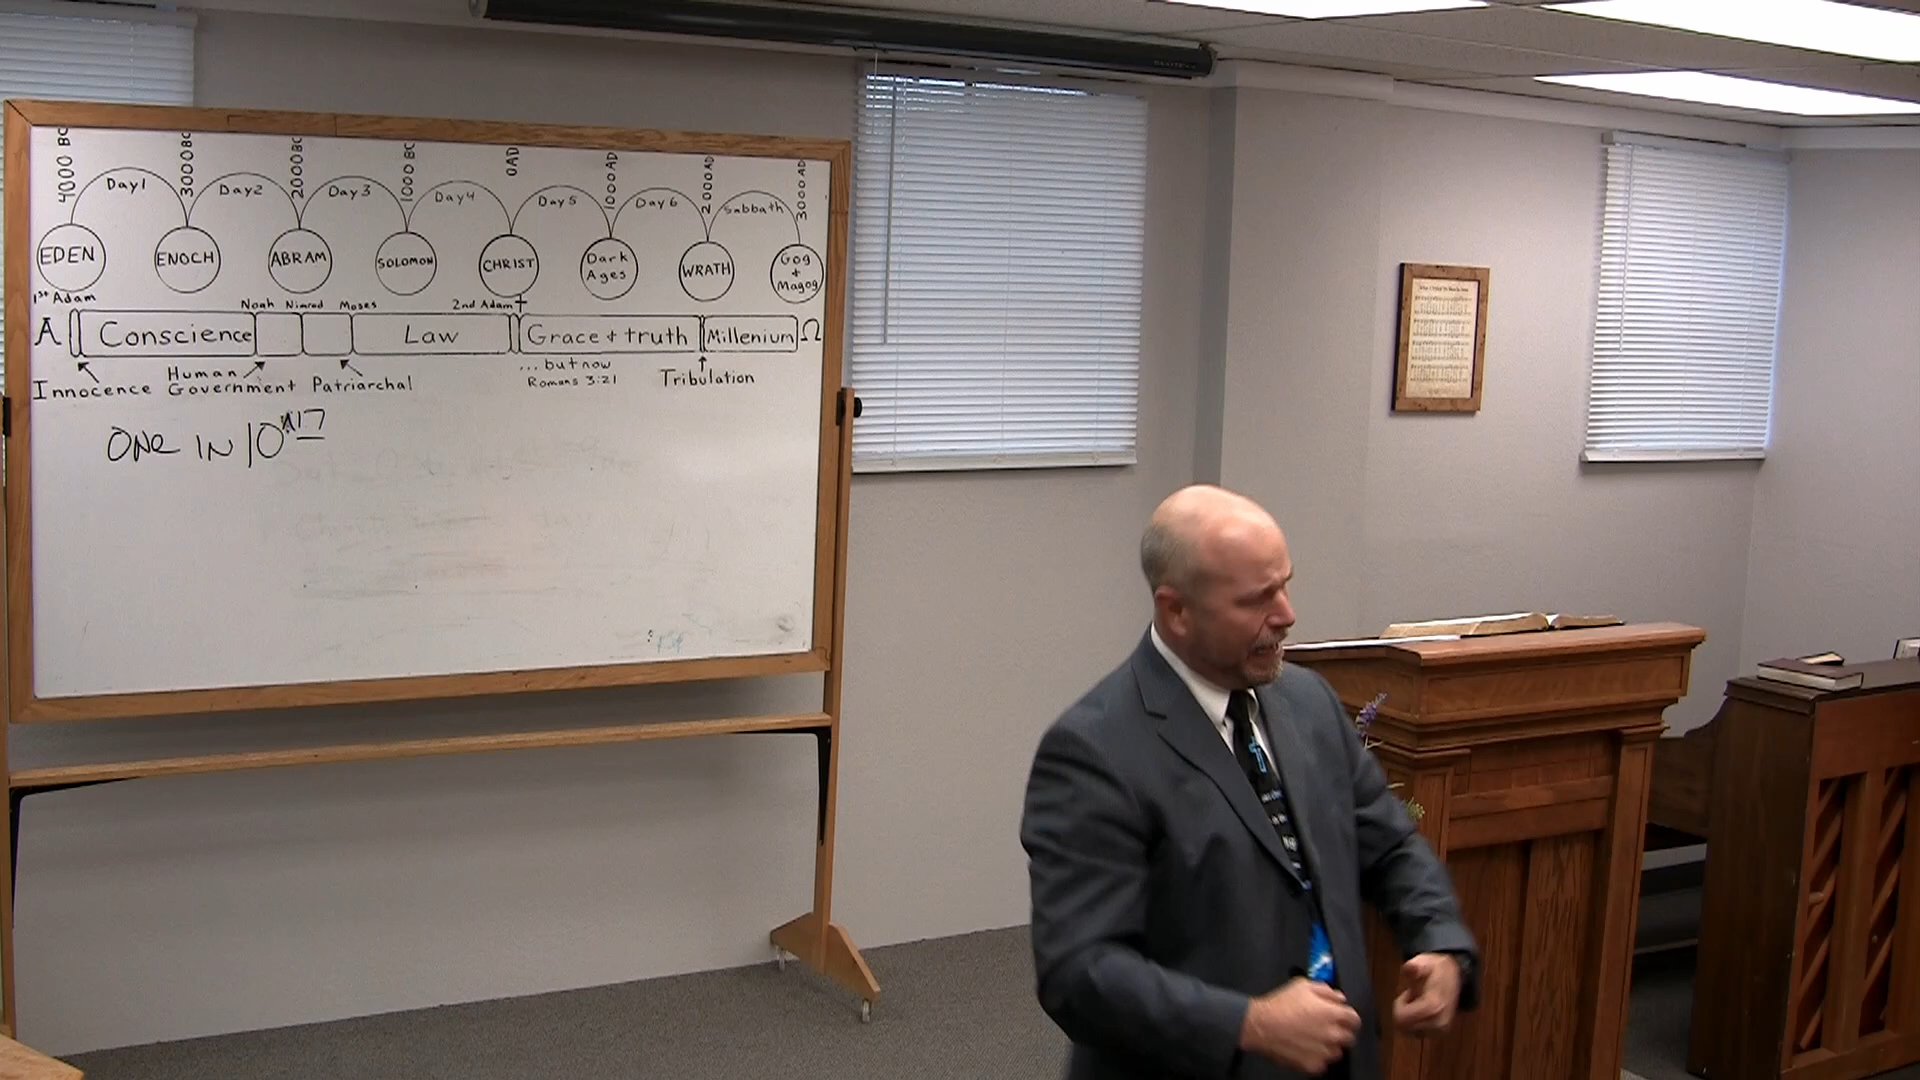 4000 BC 3000 BC 2000 BC 1000 BC 0 AD 1000 AD 2000 AD 3000 AD
Day 1 Day 2 Day 3 Day 4 Day 5 Day 6 Sabbath
EDEN ENOCH ABRAM SOLOMON CHRIST Dark Ages WRATH Gog + Magog
1st Adam Noah Nimrod Moses 2nd Adam
A Conscience Law Grace + truth Millenium Ω
Innocence Human Government Patriarchal ...but now Romans 3:21 Tribulation
ONE IN 10 17